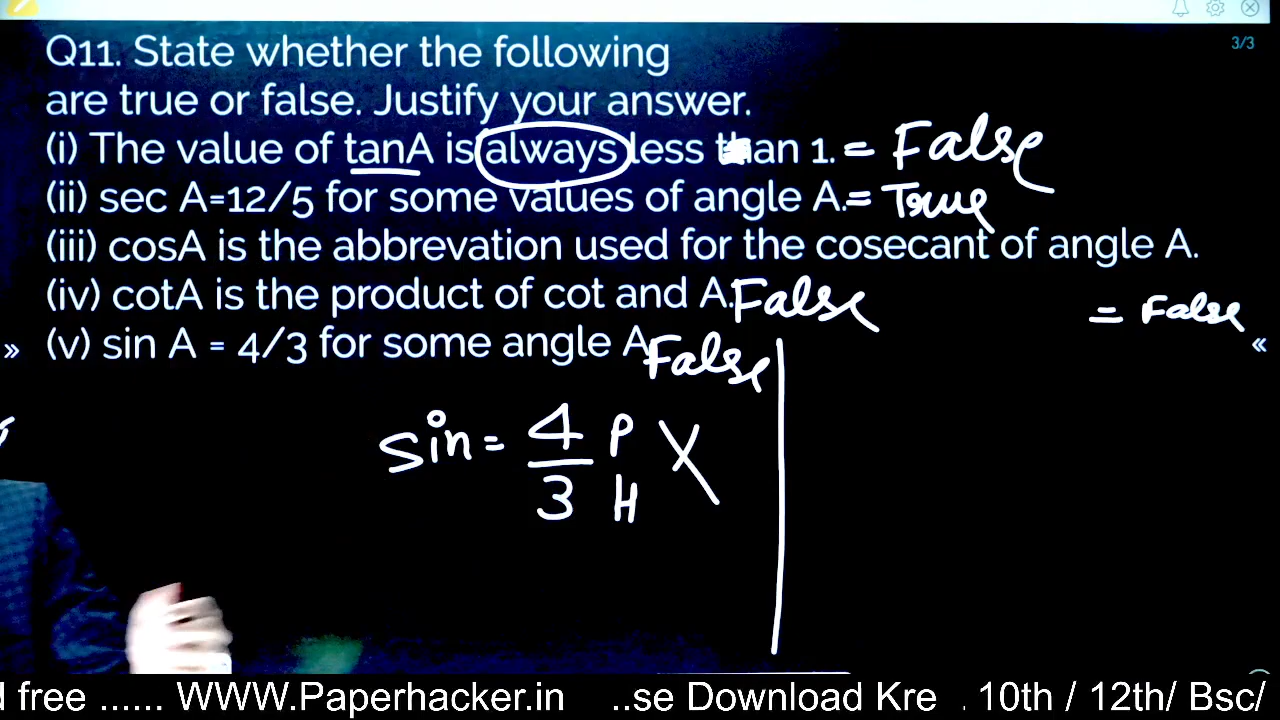 3/3
Q11. State whether the following
are true or false. Justify your answer.
(i) The value of tanA is always less than 1. = False
(ii) sec A=12/5 for some values of angle A. = True
(iii) cosA is the abbrevation used for the cosecant of angle A.
= False
(iv) cotA is the product of cot and A. False
» (v) sin A = 4/3 for some angle A. False «
sin = 4/3 P/H X
d free ...... WWW.Paperhacker.in ..se Download Kre . 10th / 12th/ Bsc/